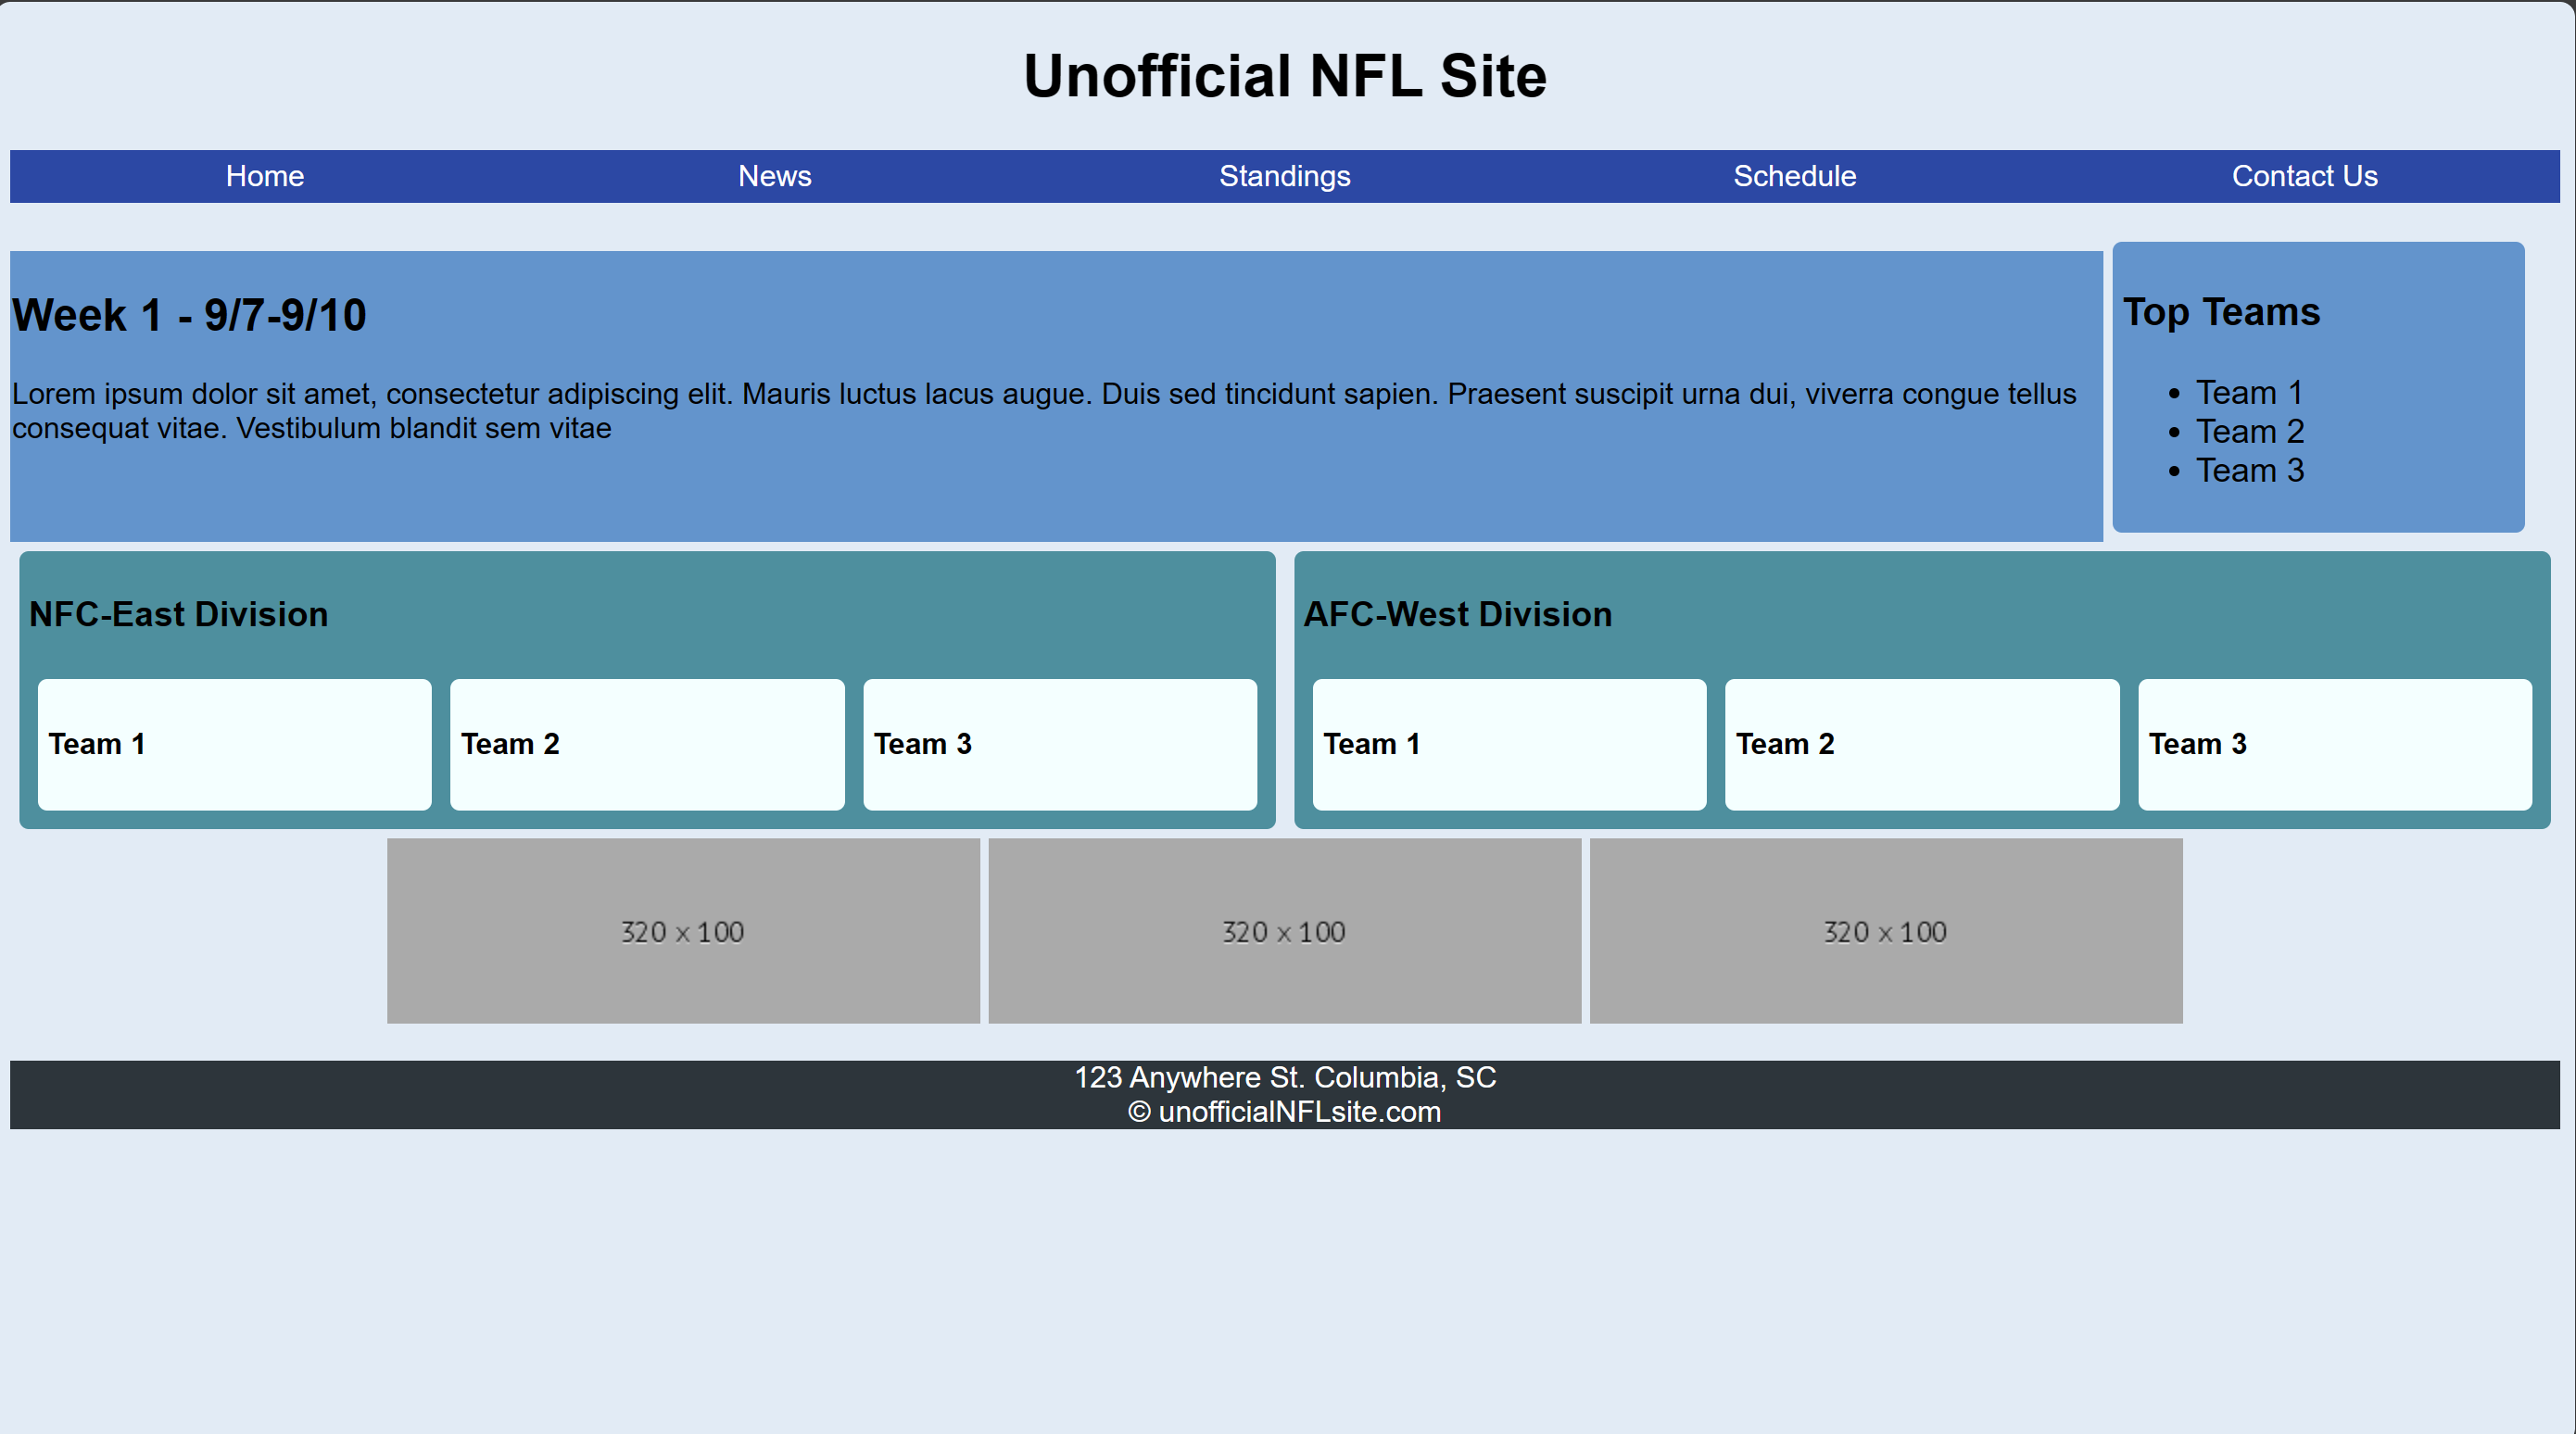 Unofficial NFL Site
Home News Standings Schedule Contact Us
Week 1 - 9/7-9/10
Lorem ipsum dolor sit amet, consectetur adipiscing elit. Mauris luctus lacus augue. Duis sed tincidunt sapien. Praesent suscipit urna dui, viverra congue tellus
consequat vitae. Vestibulum blandit sem vitae
Top Teams
• Team 1
• Team 2
• Team 3
NFC-East Division
Team 1 Team 2 Team 3
AFC-West Division
Team 1 Team 2 Team 3
320 x 100 320 x 100 320 x 100
123 Anywhere St. Columbia, SC
© unofficialNFLsite.com